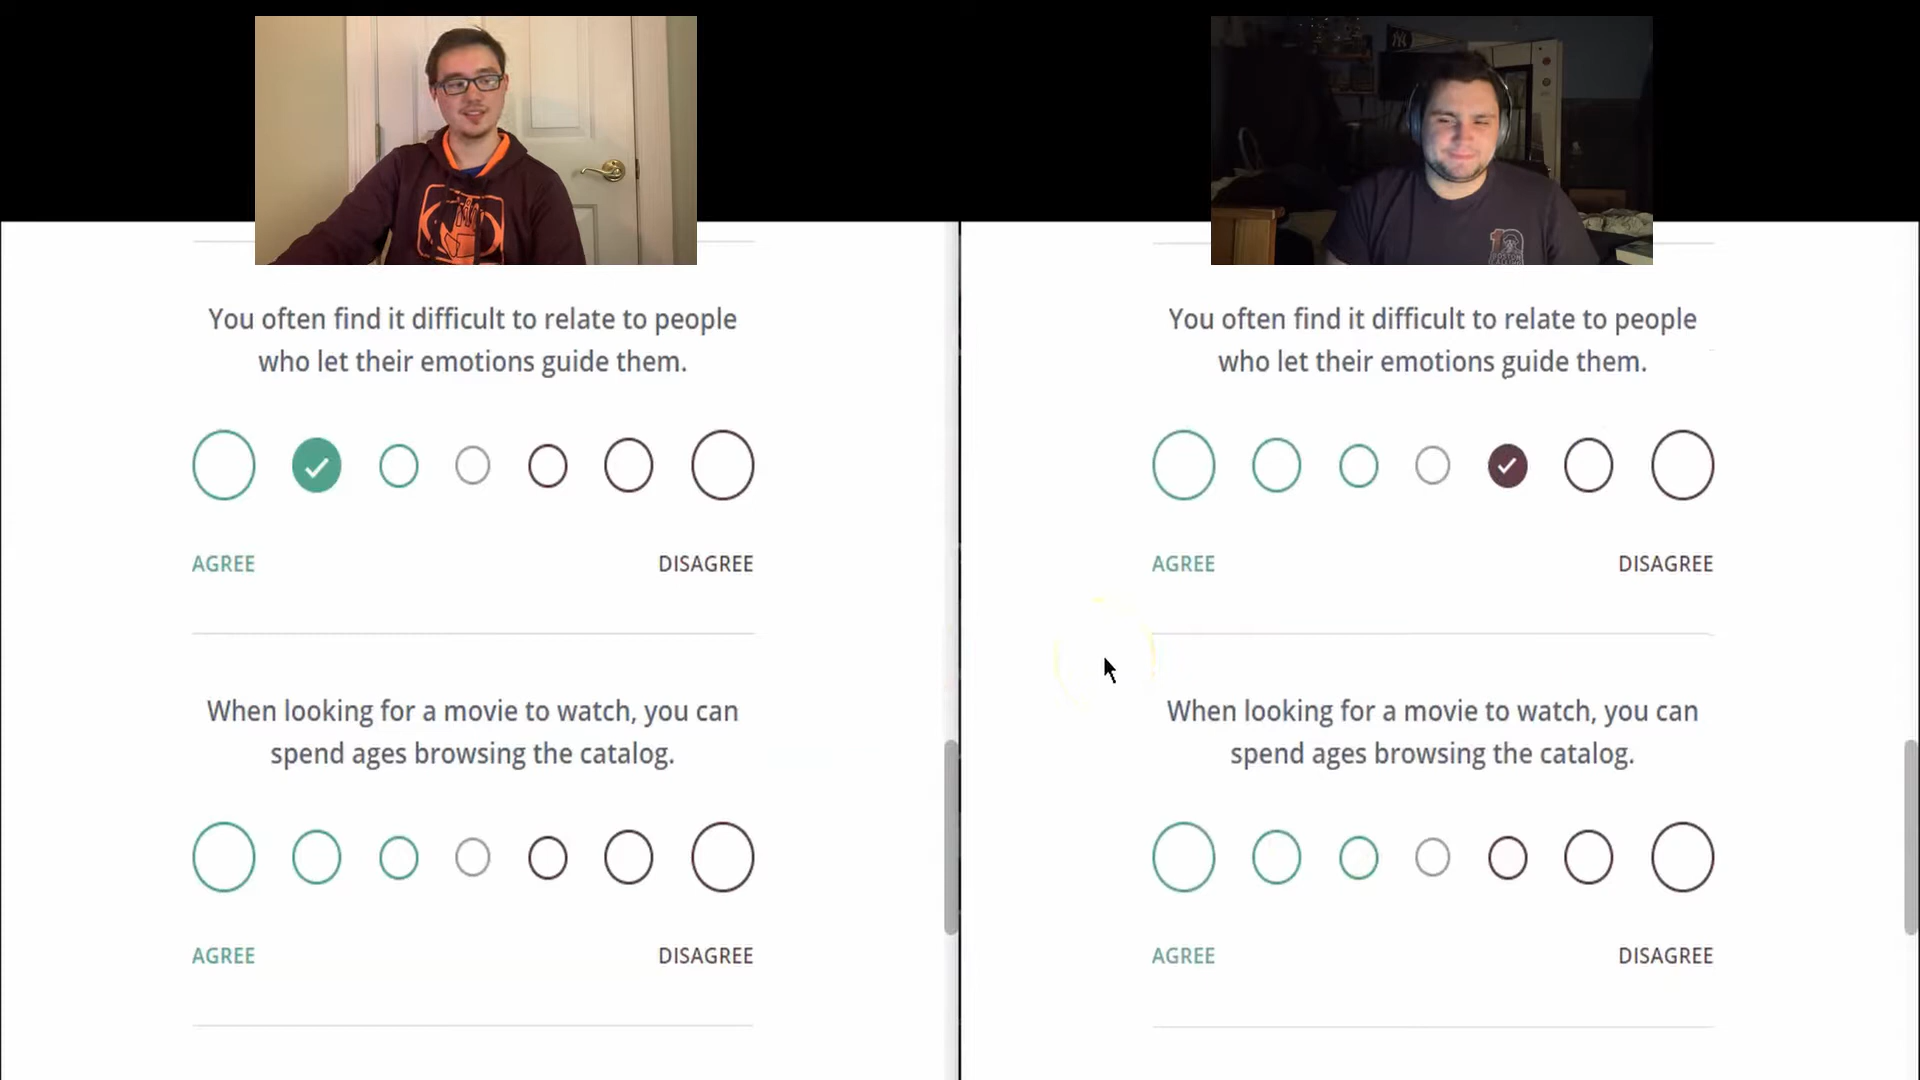 You often find it difficult to relate to people
who let their emotions guide them.
AGREE
DISAGREE
When looking for a movie to watch, you can
spend ages browsing the catalog.
AGREE
DISAGREE
You often find it difficult to relate to people
who let their emotions guide them.
AGREE
DISAGREE
When looking for a movie to watch, you can
spend ages browsing the catalog.
AGREE
DISAGREE